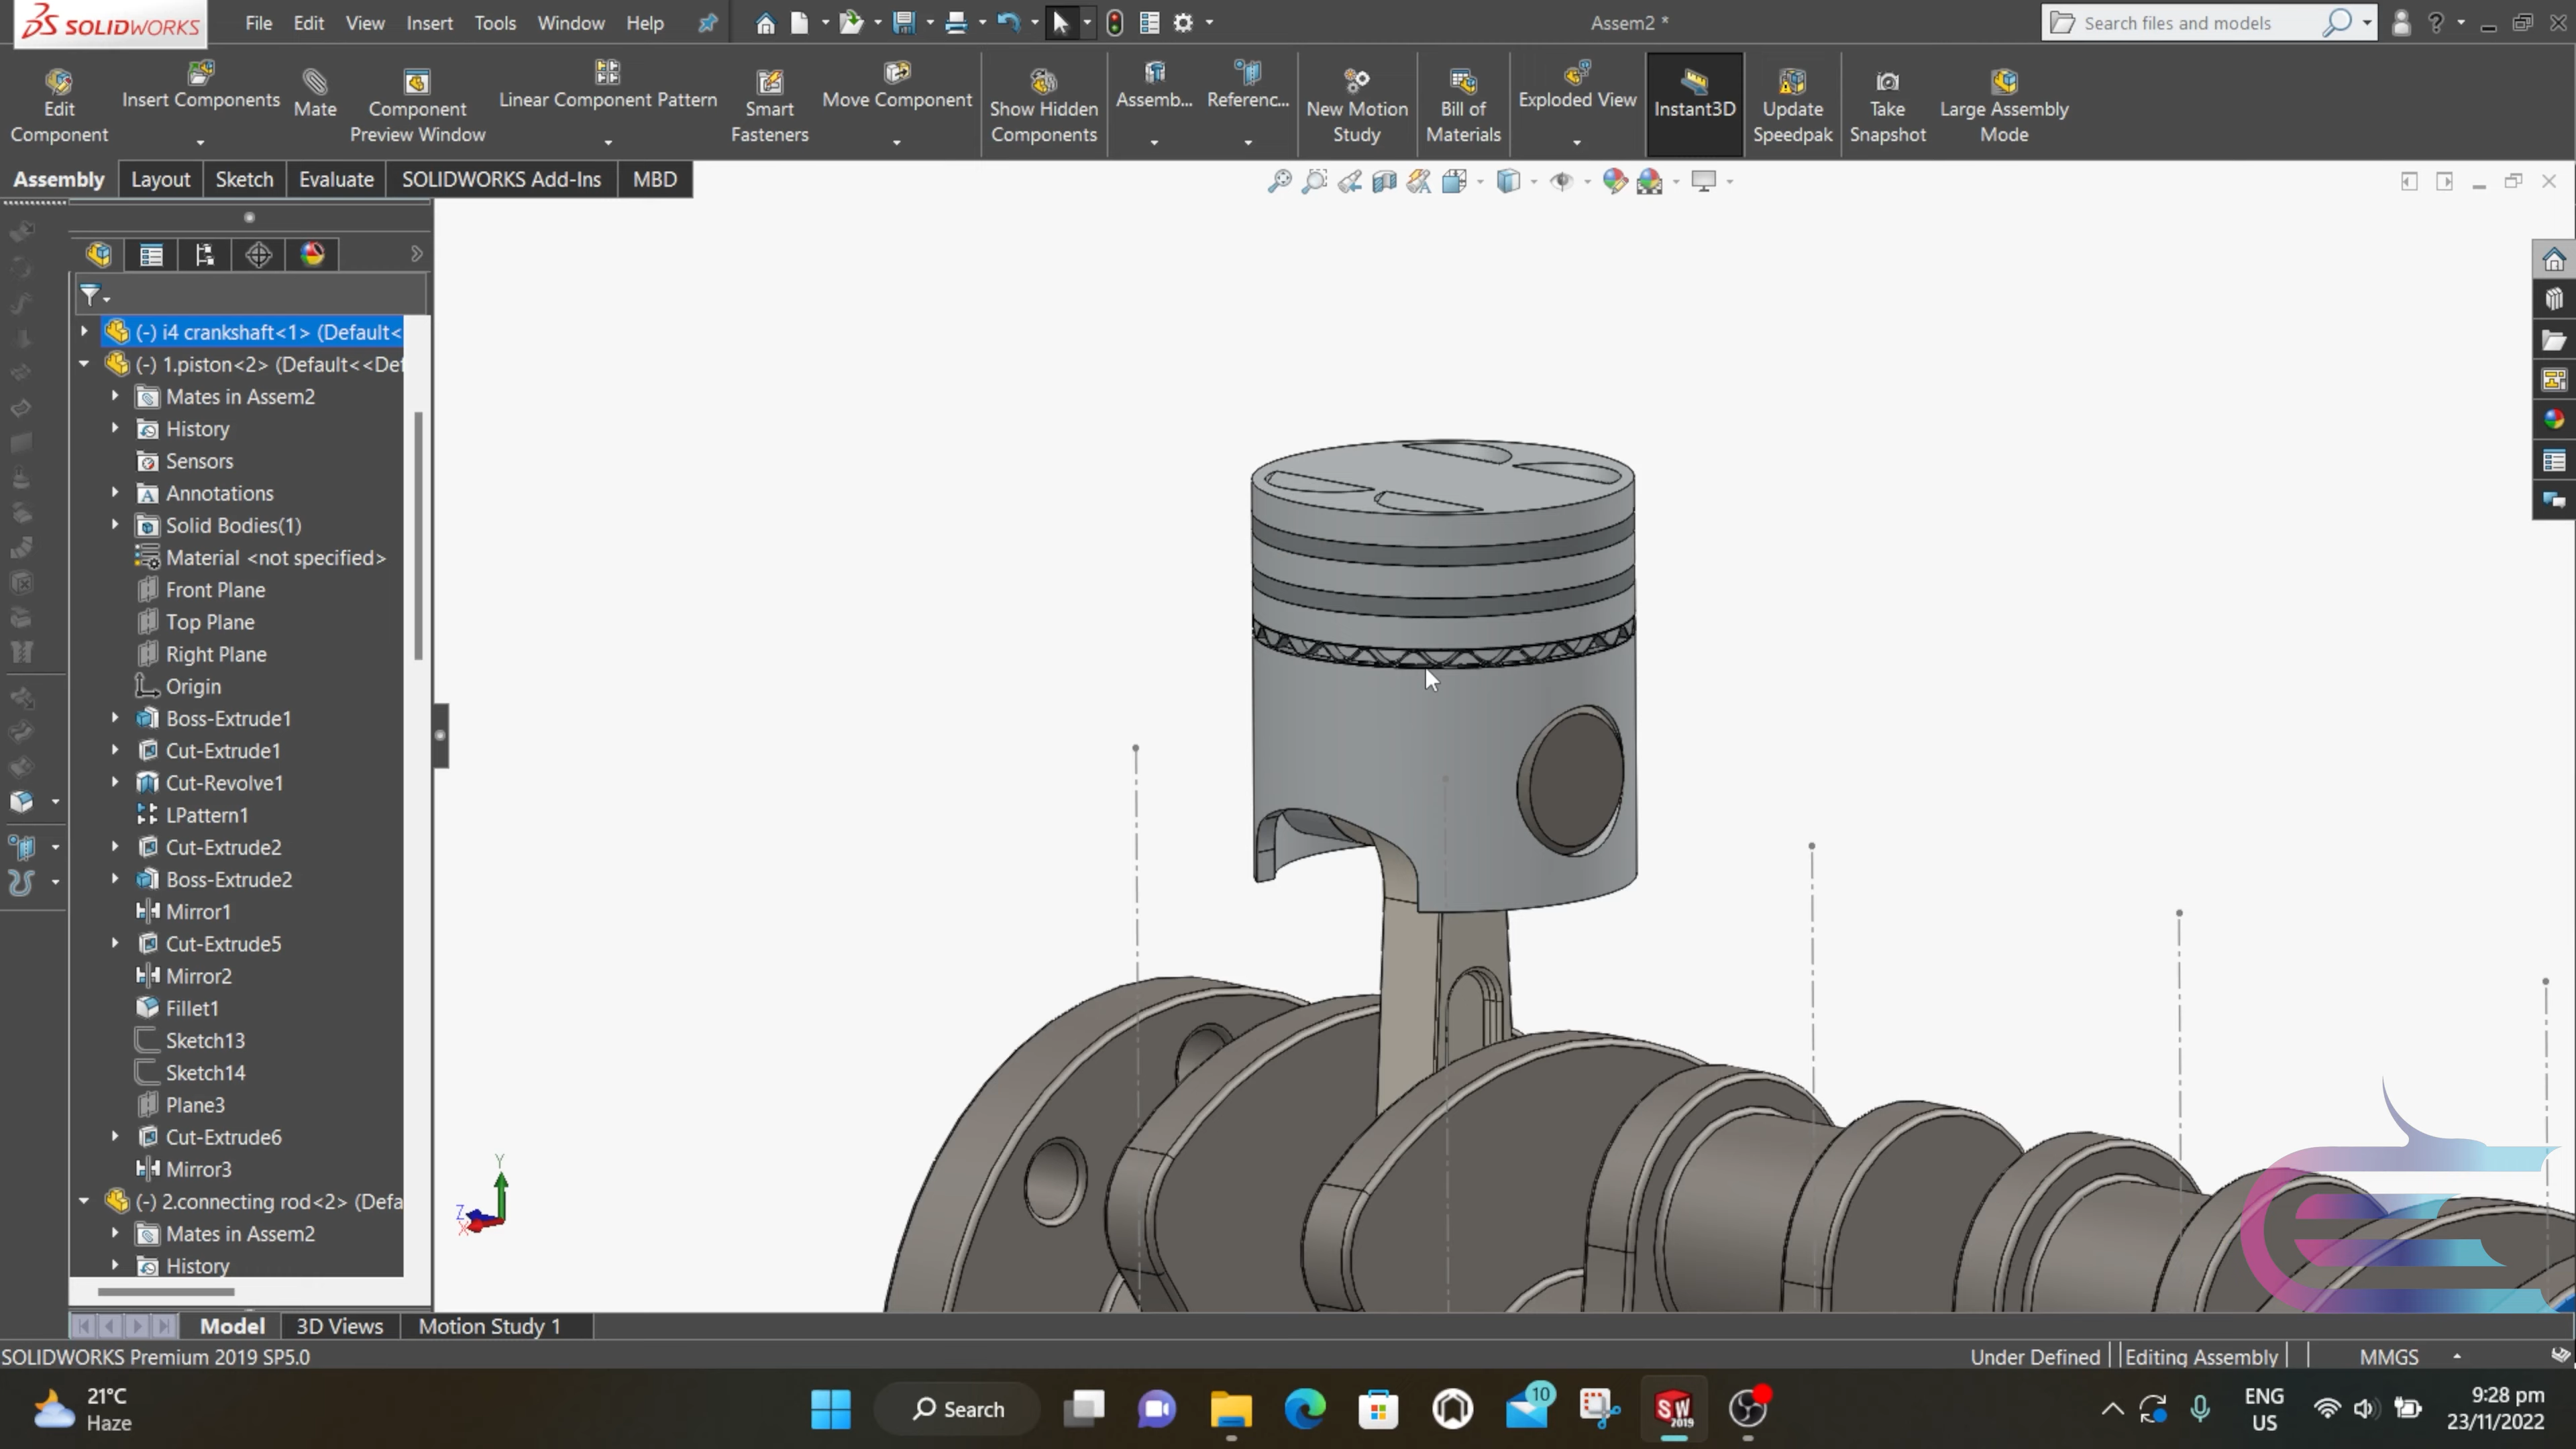 SOLIDWORKS File Edit View Insert Tools Window Help Assem2 * Search files and models ?
Edit Component
Insert Components
Mate
Component Preview Window
Linear Component Pattern
Smart Fasteners
Move Component
Show Hidden Components
Assemb...
Referenc...
New Motion Study
Bill of Materials
Exploded View
Instant3D
Update Speedpak
Take Snapshot
Large Assembly Mode
Assembly Layout Sketch Evaluate SOLIDWORKS Add-Ins MBD
(-) i4 crankshaft<1> (Default<
(-) 1.piston<2> (Default<<Def
Mates in Assem2
History
Sensors
Annotations
Solid Bodies(1)
Material <not specified>
Front Plane
Top Plane
Right Plane
Origin
Boss-Extrude1
Cut-Extrude1
Cut-Revolve1
LPattern1
Cut-Extrude2
Boss-Extrude2
Mirror1
Cut-Extrude5
Mirror2
Fillet1
Sketch13
Sketch14
Plane3
Cut-Extrude6
Mirror3
(-) 2.connecting rod<2> (Defa
Mates in Assem2
History
Y
Z
X
Model 3D Views Motion Study 1
SOLIDWORKS Premium 2019 SP5.0 Under Defined Editing Assembly MMGS
21°C
Haze
Search
10
SW
2019
ENG
US
9:28 pm
23/11/2022